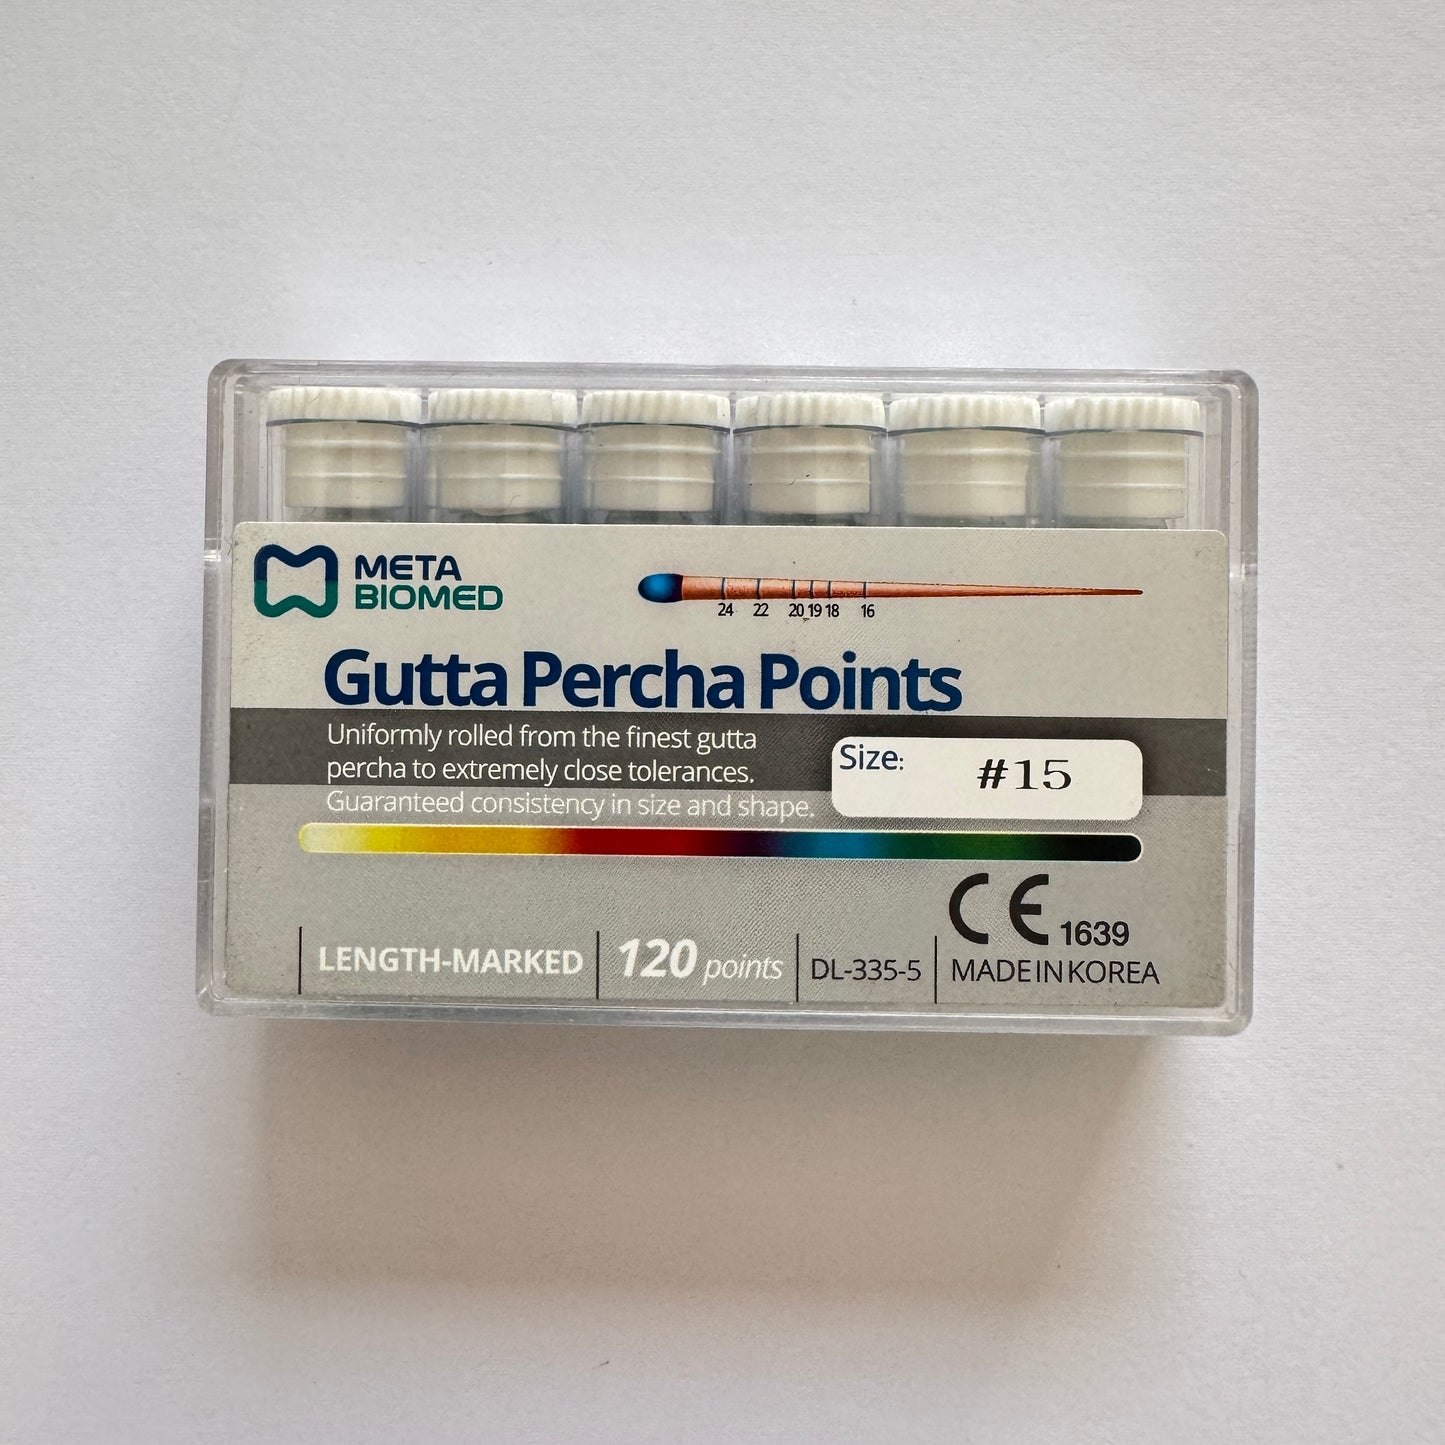 META
BIOMED
24 22 20 19 18 16
Gutta Percha Points
Uniformly rolled from the finest gutta
percha to extremely close tolerances.
Guaranteed consistency in size and shape.
Size: #15
CE 1639
LENGTH-MARKED 120 points DL-335-5 MADE IN KOREA